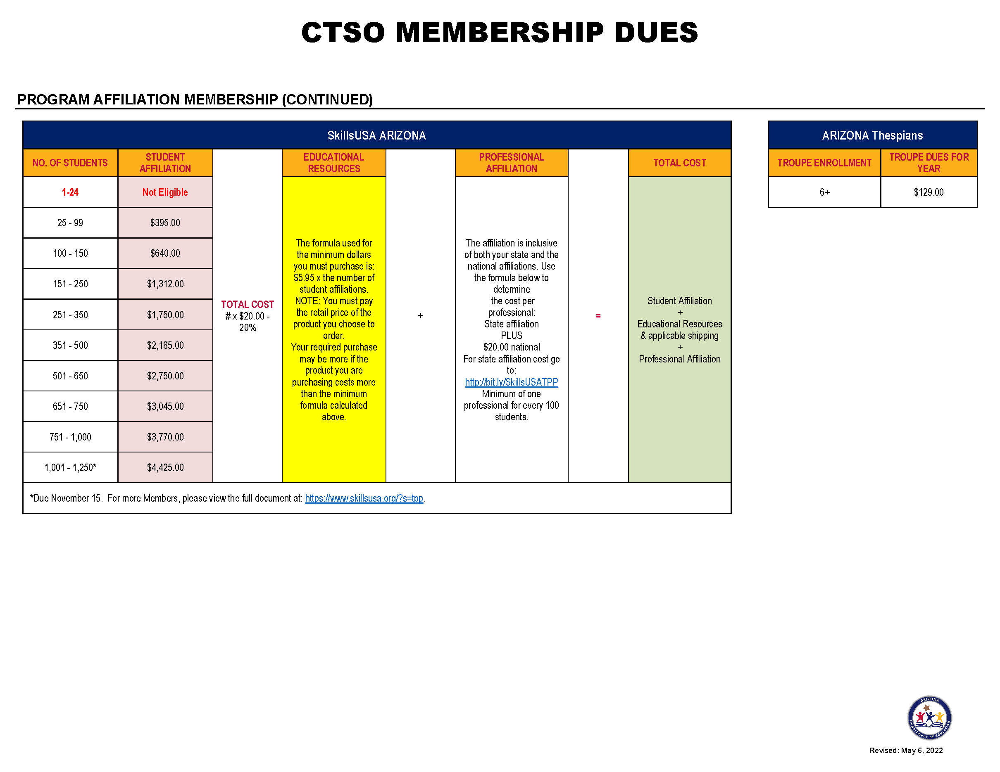 CTSO MEMBERSHIP DUES
PROGRAM AFFILIATION MEMBERSHIP (CONTINUED)
SkillsUSA ARIZONA
NO. OF STUDENTS
STUDENT
AFFILIATION
EDUCATIONAL
RESOURCES
PROFESSIONAL
AFFILIATION
TOTAL COST
1-24
Not Eligible
25 - 99
$395.00
100 - 150
$640.00
151 - 250
$1,312.00
251 - 350
$1,750.00
351 - 500
$2,185.00
501 - 650
$2,750.00
651 - 750
$3,045.00
751 - 1,000
$3,770.00
1,001 - 1,250*
$4,425.00
TOTAL COST
# x $20.00 -
20%
The formula used for
the minimum dollars
you must purchase is:
$5.95 x the number of
student affiliations.
NOTE: You must pay
the retail price of the
product you choose to
order.
Your required purchase
may be more if the
product you are
purchasing costs more
than the minimum
formula calculated
above.
+
The affiliation is inclusive
of both your state and the
national affiliations. Use
the formula below to
determine
the cost per
professional:
State affiliation
PLUS
$20.00 national
For state affiliation cost go
to:
http://bit.ly/SkillsUSATPP
Minimum of one
professional for every 100
students.
=
Student Affiliation
+
Educational Resources
& applicable shipping
+
Professional Affiliation
*Due November 15.  For more Members, please view the full document at: https://www.skillsusa.org/?s=tpp.
ARIZONA Thespians
TROUPE ENROLLMENT
TROUPE DUES FOR
YEAR
6+
$129.00
ARIZONA
Department of Education
Revised: May 6, 2022